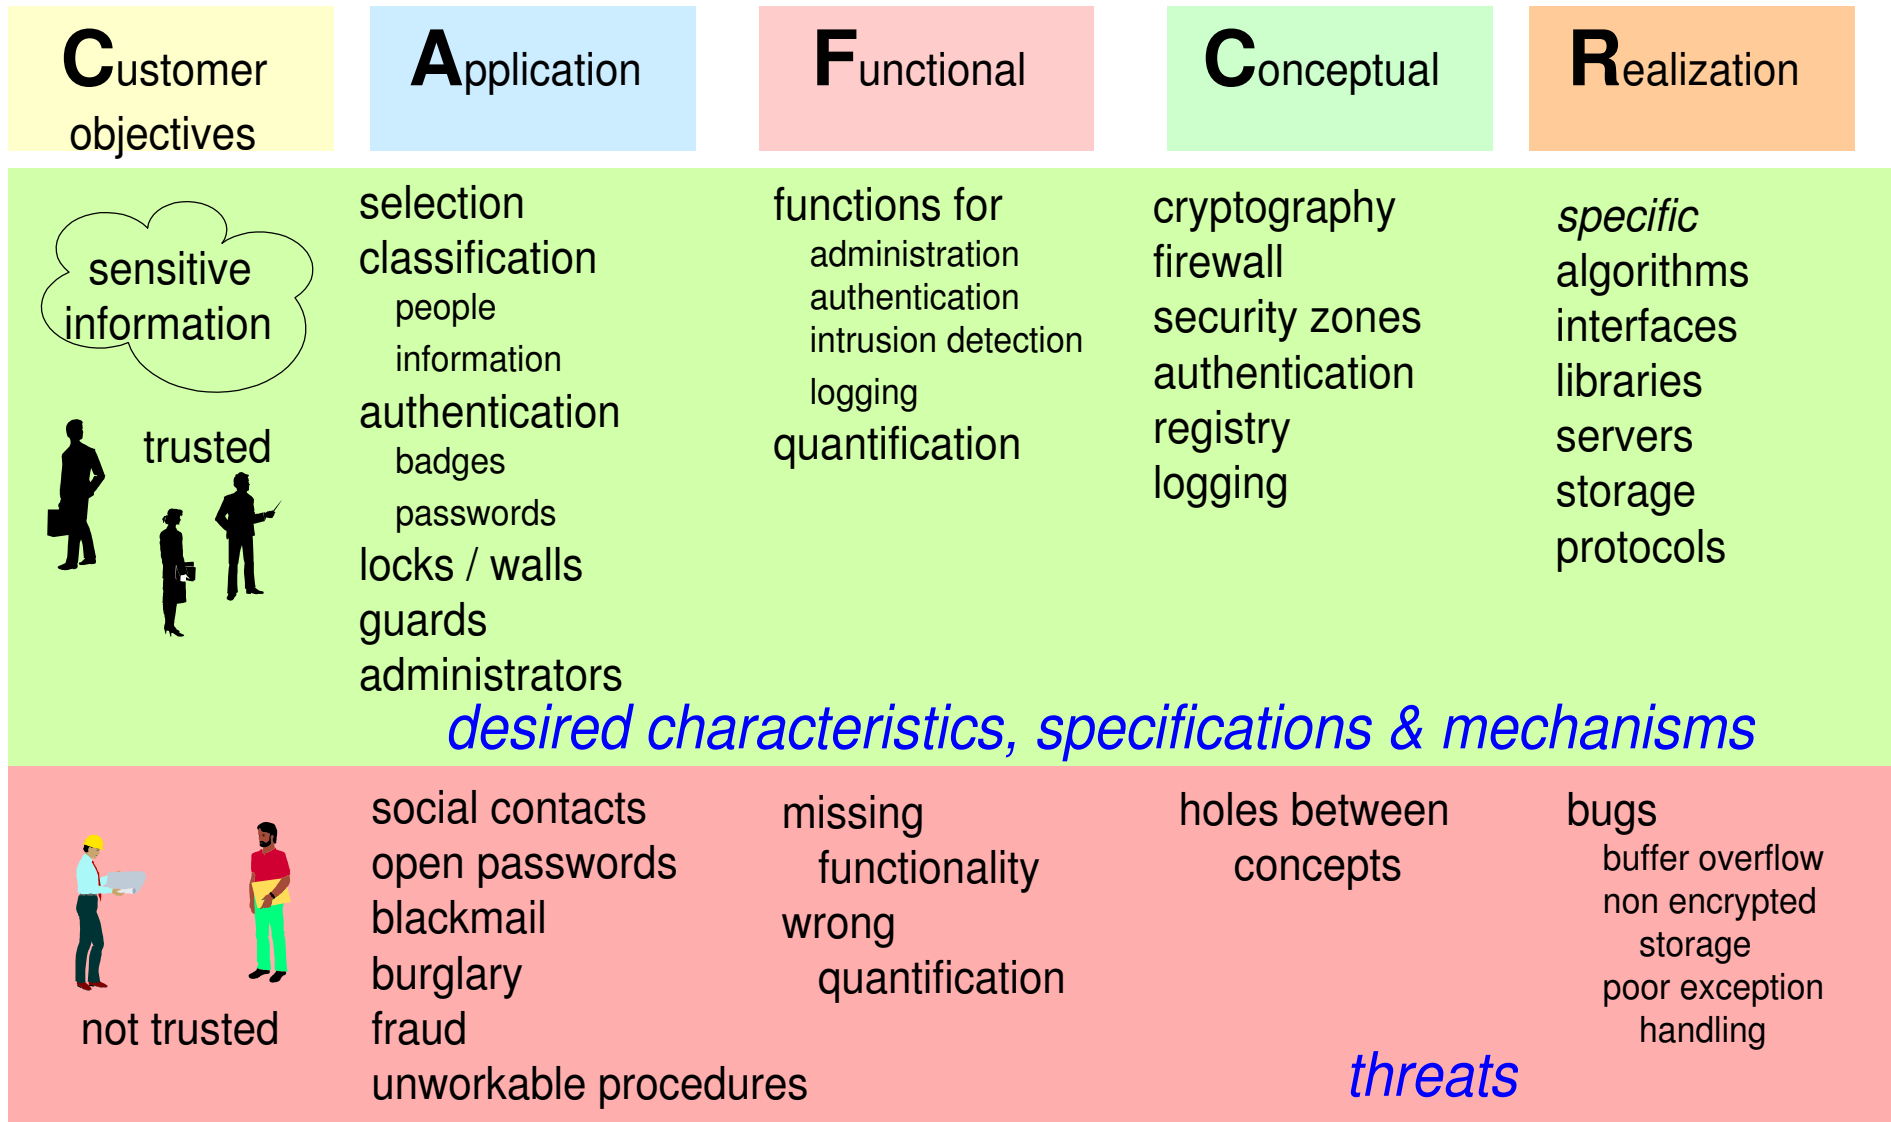 Customer
objectives
Application
Functional
Conceptual
Realization
sensitive
information
trusted
selection
classification
people
information
authentication
badges
passwords
locks / walls
guards
administrators
functions for
administration
authentication
intrusion detection
logging
quantification
cryptography
firewall
security zones
authentication
registry
logging
specific
algorithms
interfaces
libraries
servers
storage
protocols
desired characteristics, specifications & mechanisms
not trusted
social contacts
open passwords
blackmail
burglary
fraud
unworkable procedures
missing
functionality
wrong
quantification
holes between
concepts
bugs
buffer overflow
non encrypted
storage
poor exception
handling
threats